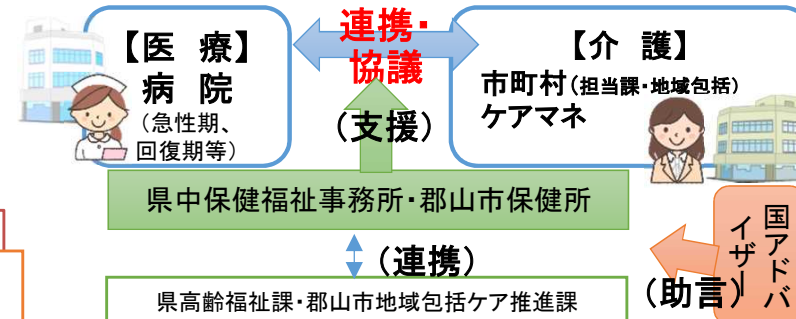 【医 療】
病 院
(急性期、
回復期等)
連携・
協議
【介 護】
市町村(担当課・地域包括)
ケアマネ
(支援)
県中保健福祉事務所・郡山市保健所
(連携)
県高齢福祉課・郡山市地域包括ケア推進課
(助言)
国アドバ
イザー